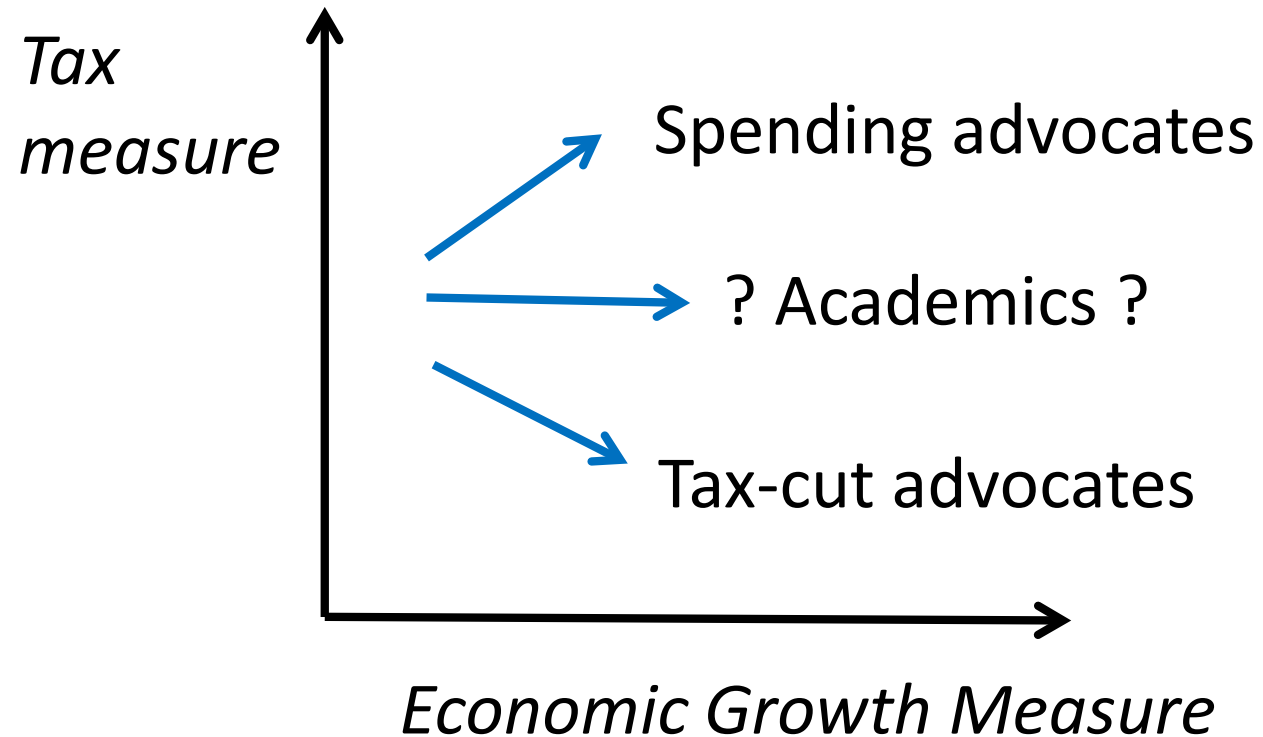 Tax
measure
Spending advocates
? Academics ?
Tax-cut advocates
Economic Growth Measure